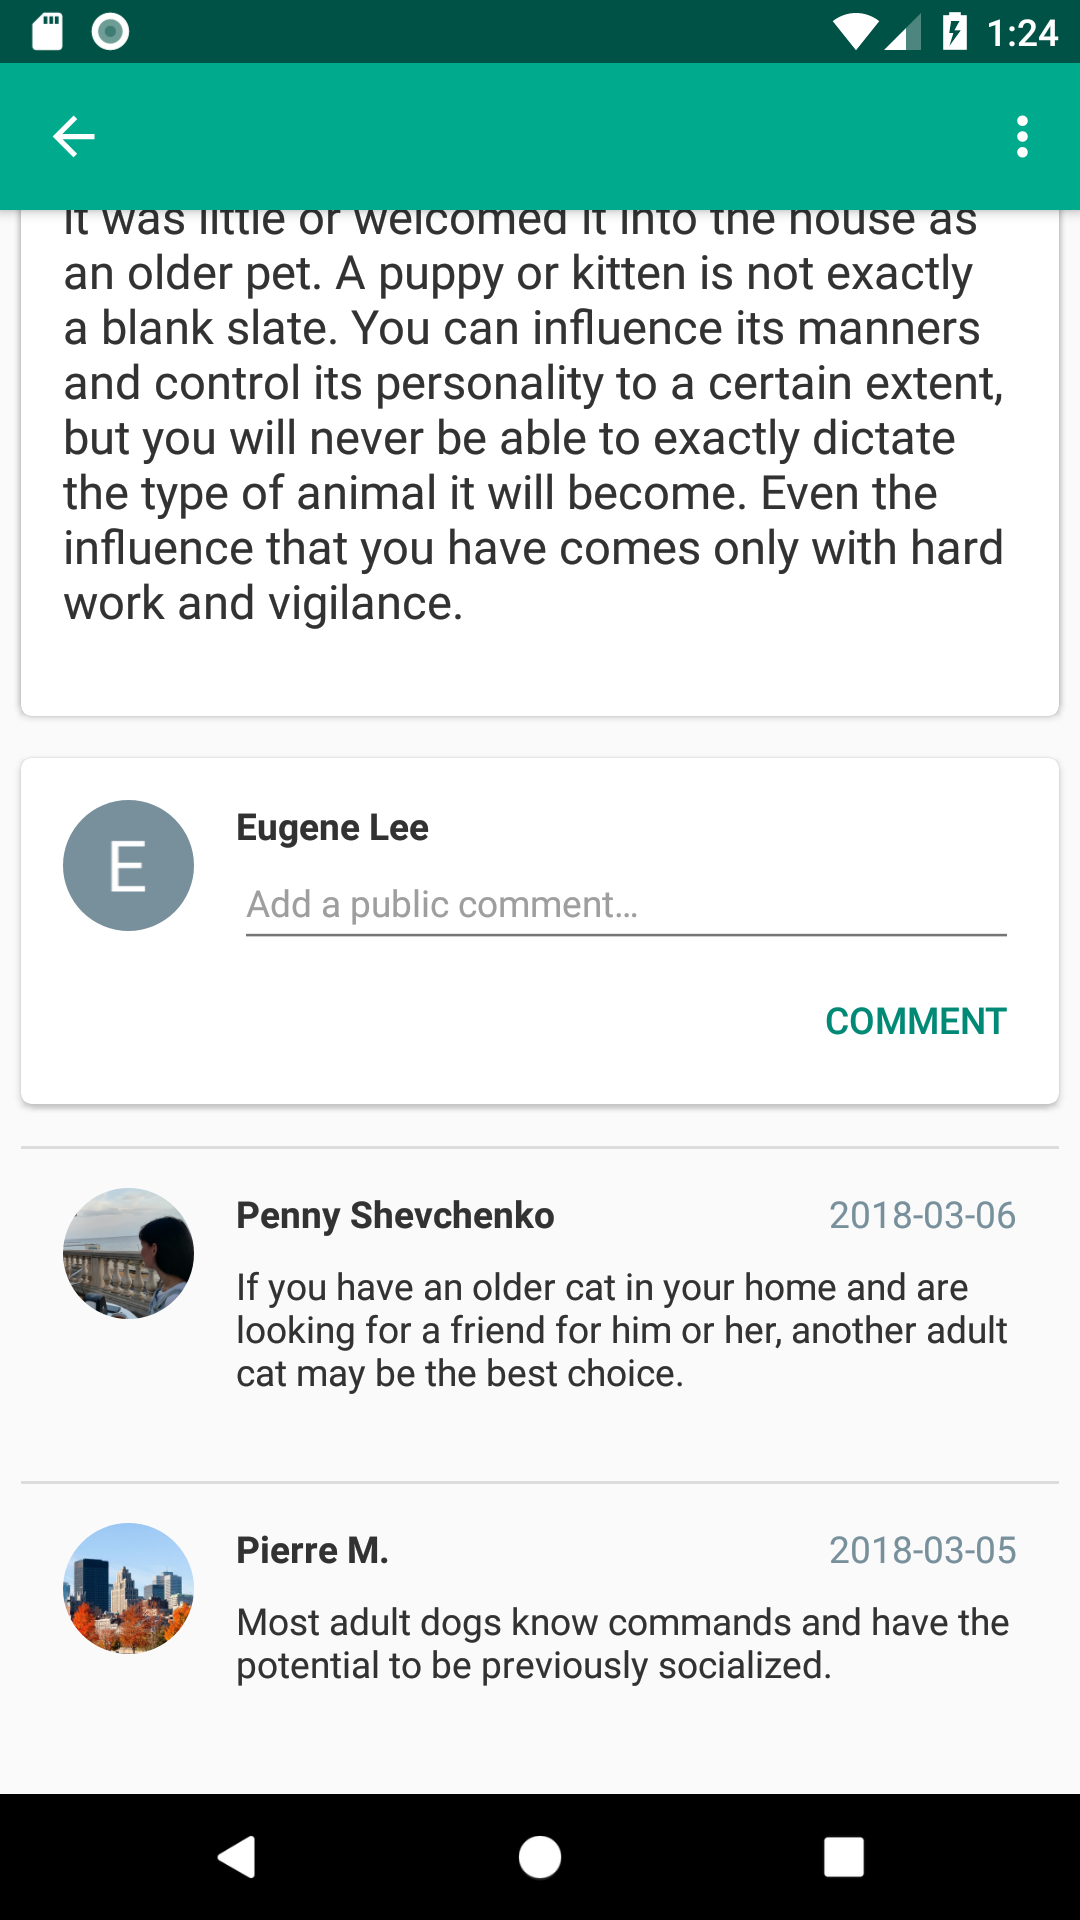 1:24
it was little or welcomed it into the house as
an older pet. A puppy or kitten is not exactly
a blank slate. You can influence its manners
and control its personality to a certain extent,
but you will never be able to exactly dictate
the type of animal it will become. Even the
influence that you have comes only with hard
work and vigilance.
E
Eugene Lee
Add a public comment...
COMMENT
Penny Shevchenko
2018-03-06
If you have an older cat in your home and are
looking for a friend for him or her, another adult
cat may be the best choice.
Pierre M.
2018-03-05
Most adult dogs know commands and have the
potential to be previously socialized.